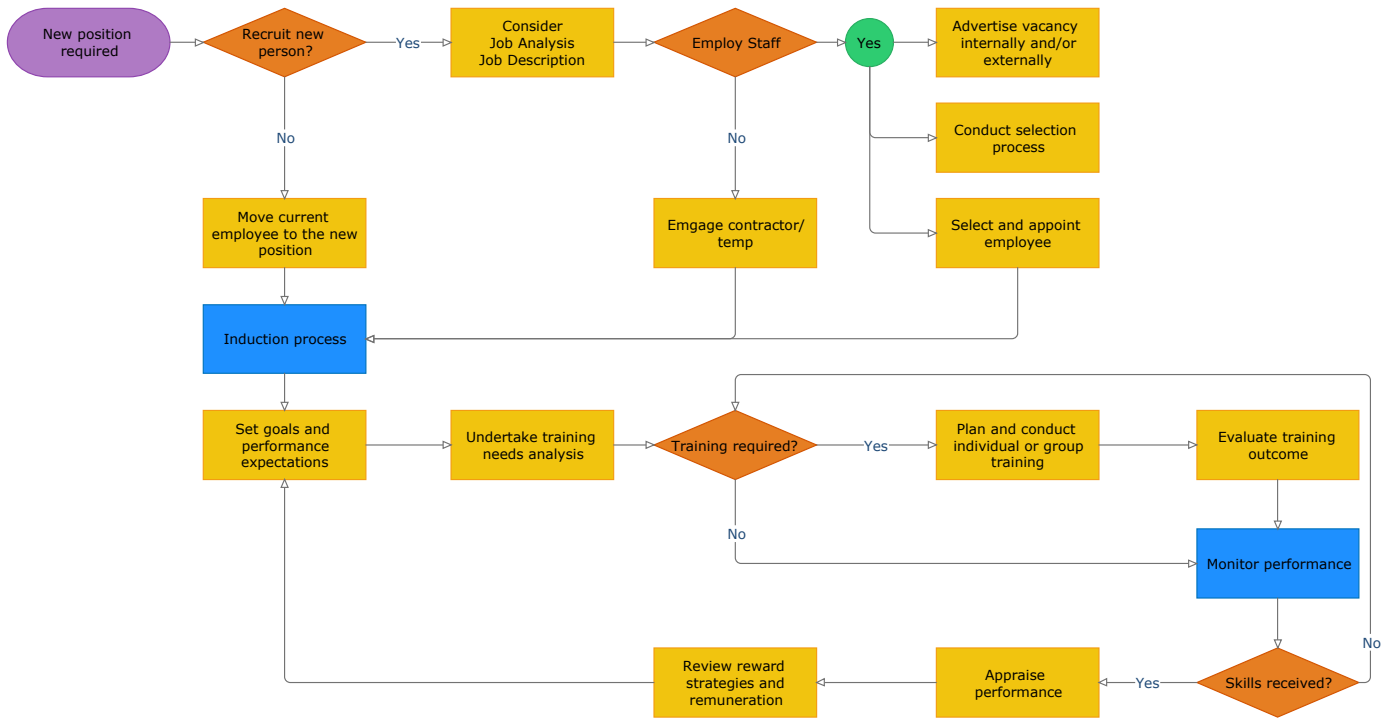 New position
required
Recruit new
person?
Yes
Consider
Job Analysis
Job Description
Employ Staff
Yes
Advertise vacancy
internally and/or
externally
No
No
Conduct selection
process
Move current
employee to the new
position
Emgage contractor/
temp
Select and appoint
employee
Induction process
Set goals and
performance
expectations
Undertake training
needs analysis
Training required?
Yes
Plan and conduct
individual or group
training
Evaluate training
outcome
No
Monitor performance
No
Review reward
strategies and
remuneration
Appraise
performance
Yes
Skills received?